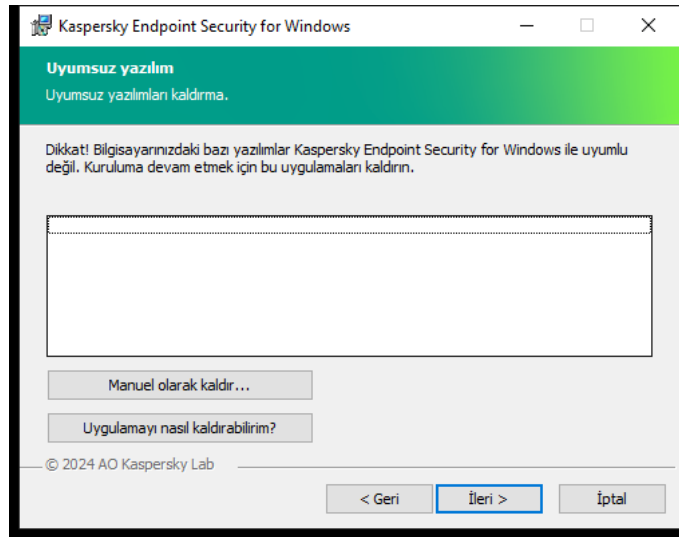 Kaspersky Endpoint Security for Windows
Uyumsuz yazılım
Uyumsuz yazılımları kaldırma.
Dikkat! Bilgisayarınızdaki bazı yazılımlar Kaspersky Endpoint Security for Windows ile uyumlu
değil. Kuruluma devam etmek için bu uygulamaları kaldırın.
Manuel olarak kaldır...
Uygulamayı nasıl kaldırabilirim?
© 2024 AO Kaspersky Lab
< Geri İleri > İptal